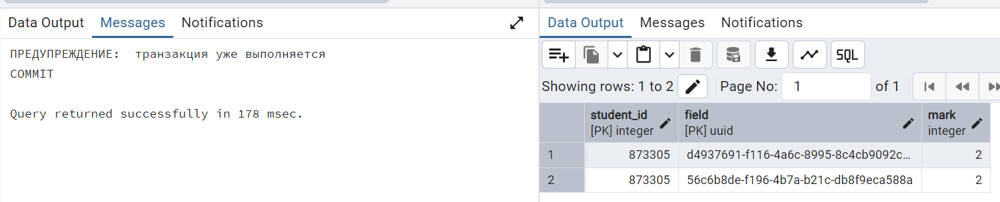 Data Output Messages Notifications
ПРЕДУПРЕЖДЕНИЕ: транзакция уже выполняется
COMMIT
Query returned successfully in 178 msec.
Data Output Messages Notifications
SQL
Showing rows: 1 to 2 Page No: 1 of 1
student_id field mark
[PK] integer [PK] uuid integer
1 873305 d4937691-f116-4a6c-8995-8c4cb9092c... 2
2 873305 56c6b8de-f196-4b7a-b21c-db8f9eca588a 2